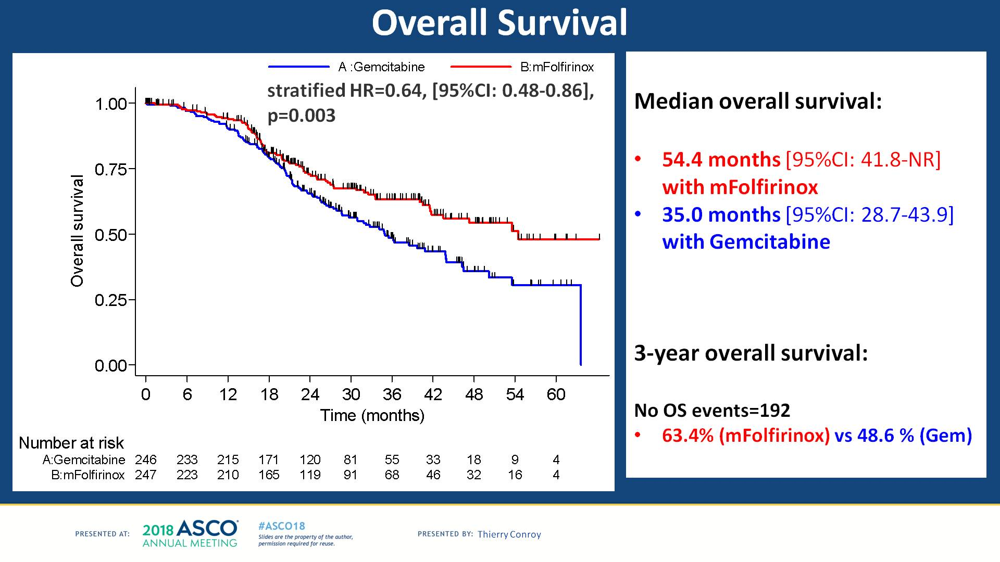 Overall Survival
A :Gemcitabine B:mFolfirinox
stratified HR=0.64, [95%CI: 0.48-0.86],
p=0.003
1.00
0.75
0.50
0.25
0.00
Overall survival
0 6 12 18 24 30 36 42 48 54 60
Time (months)
Number at risk
A:Gemcitabine 246 233 215 171 120 81 55 33 18 9 4
B:mFolfirinox 247 223 210 165 119 91 68 46 32 16 4
Median overall survival:
• 54.4 months [95%CI: 41.8-NR]
with mFolfirinox
• 35.0 months [95%CI: 28.7-43.9]
with Gemcitabine
3-year overall survival:
No OS events=192
• 63.4% (mFolfirinox) vs 48.6 % (Gem)
PRESENTED AT:
2018 ASCO®
ANNUAL MEETING
#ASCO18
Slides are the property of the author,
permission required for reuse.
PRESENTED BY: Thierry Conroy